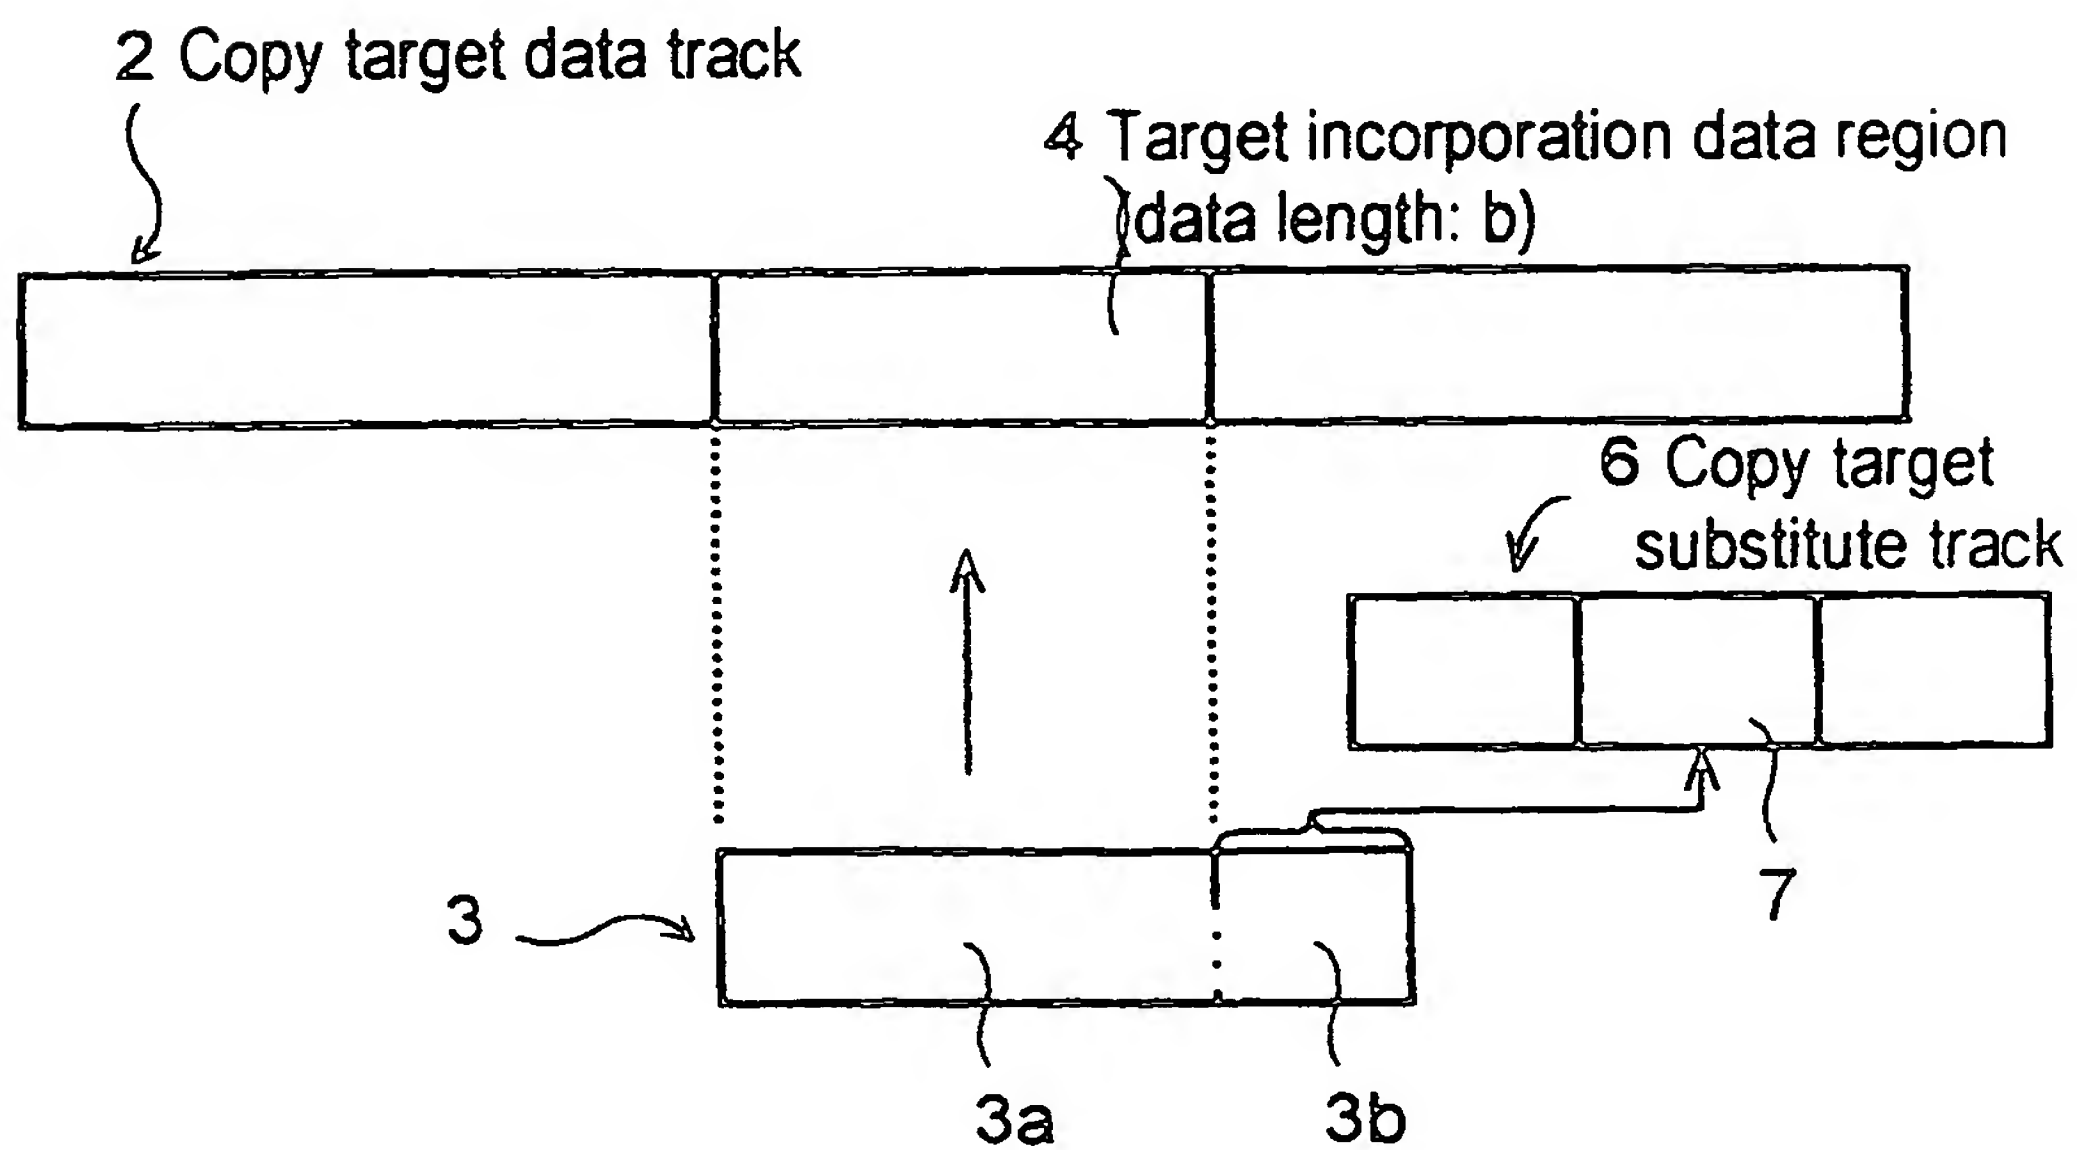 2 Copy target data track
4 Target incorporation data region
(data length: b)
6 Copy target
substitute track
7
3
3a
3b